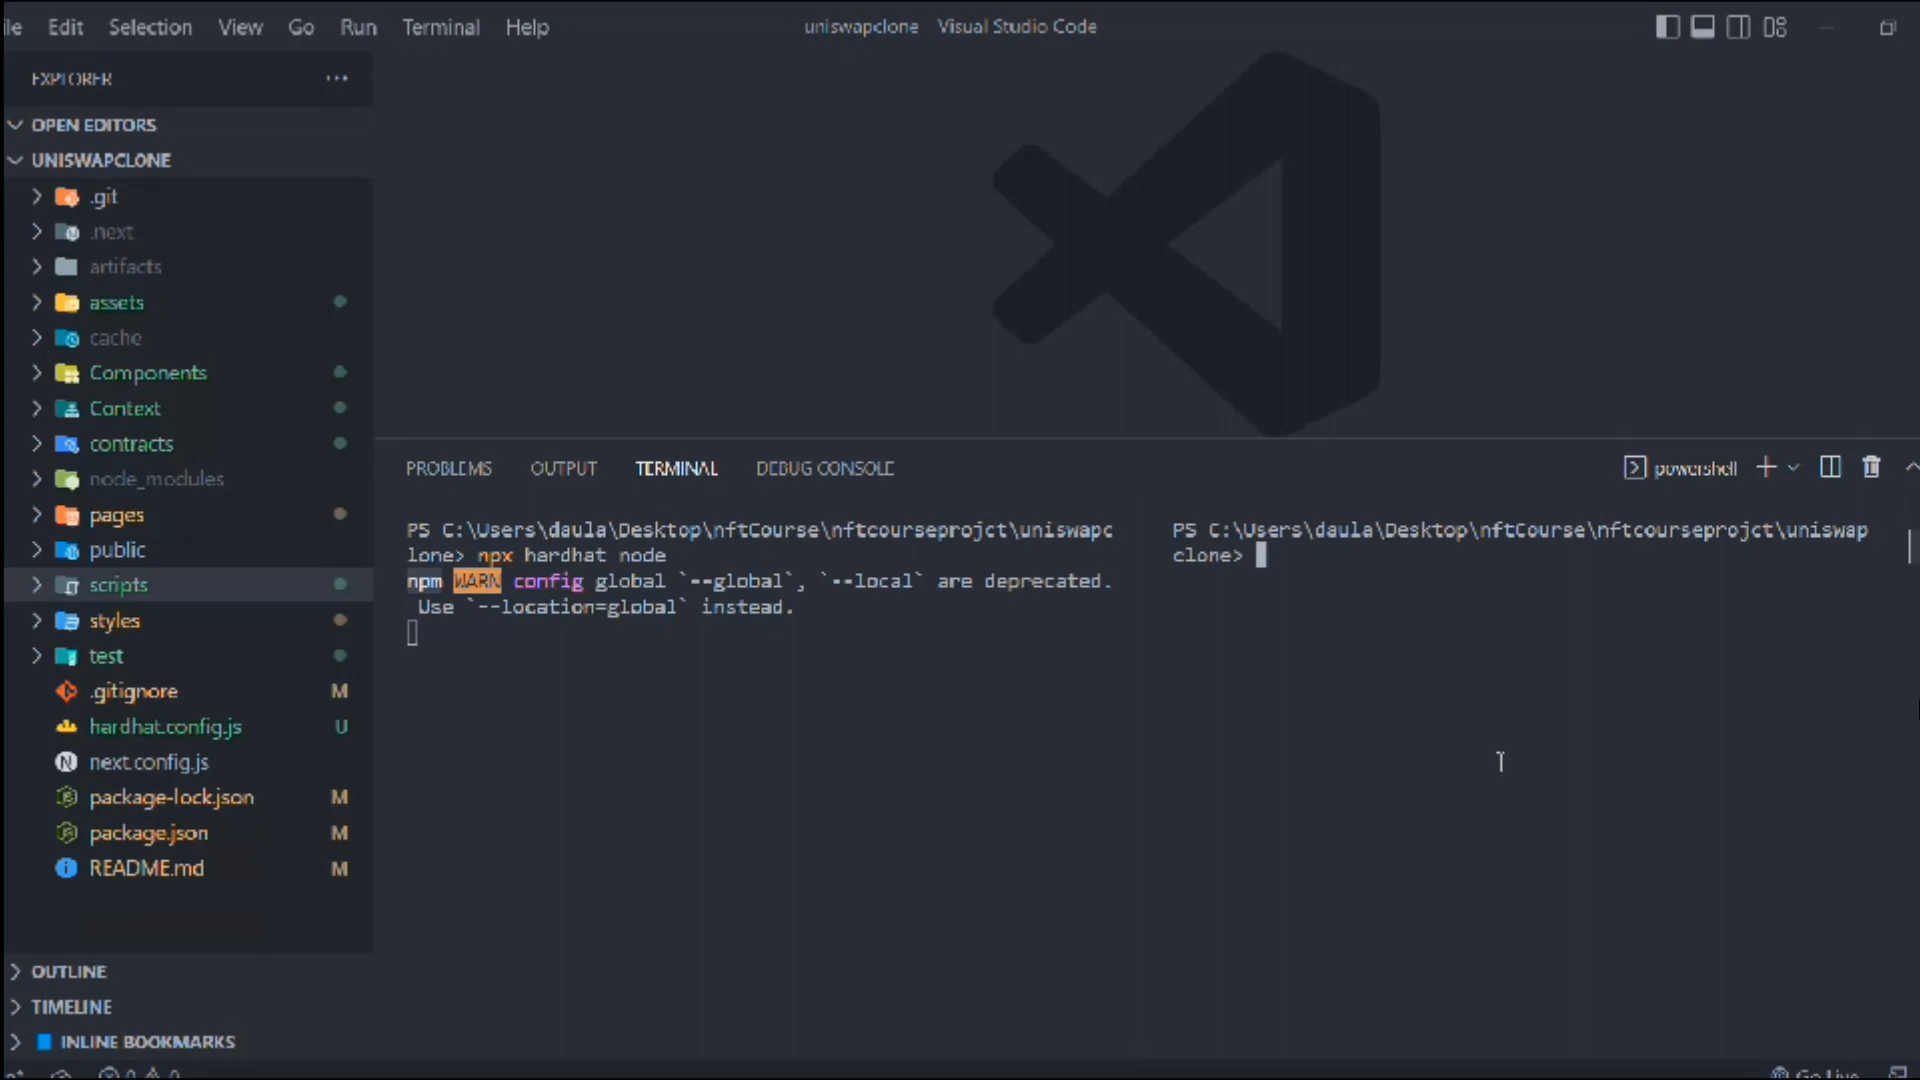 ile Edit Selection View Go Run Terminal Help
uniswapclone Visual Studio Code
EXPLORER
OPEN EDITORS
UNISWAPCLONE
.git
.next
artifacts
assets
cache
Components
Context
contracts
node_modules
pages
public
scripts
styles
test
.gitignore M
hardhat.config.js U
next.config.js
package-lock.json M
package.json M
README.md M
OUTLINE
TIMELINE
INLINE BOOKMARKS
PROBLEMS OUTPUT TERMINAL DEBUG CONSOLE
powershell
PS C:\Users\daula\Desktop\nftCourse\nftcourseprojct\uniswapc
lone> npx hardhat node
npm WARN config global `--global`, `--local` are deprecated.
Use `--location=global` instead.
PS C:\Users\daula\Desktop\nftCourse\nftcourseprojct\uniswap
clone>
Go Live